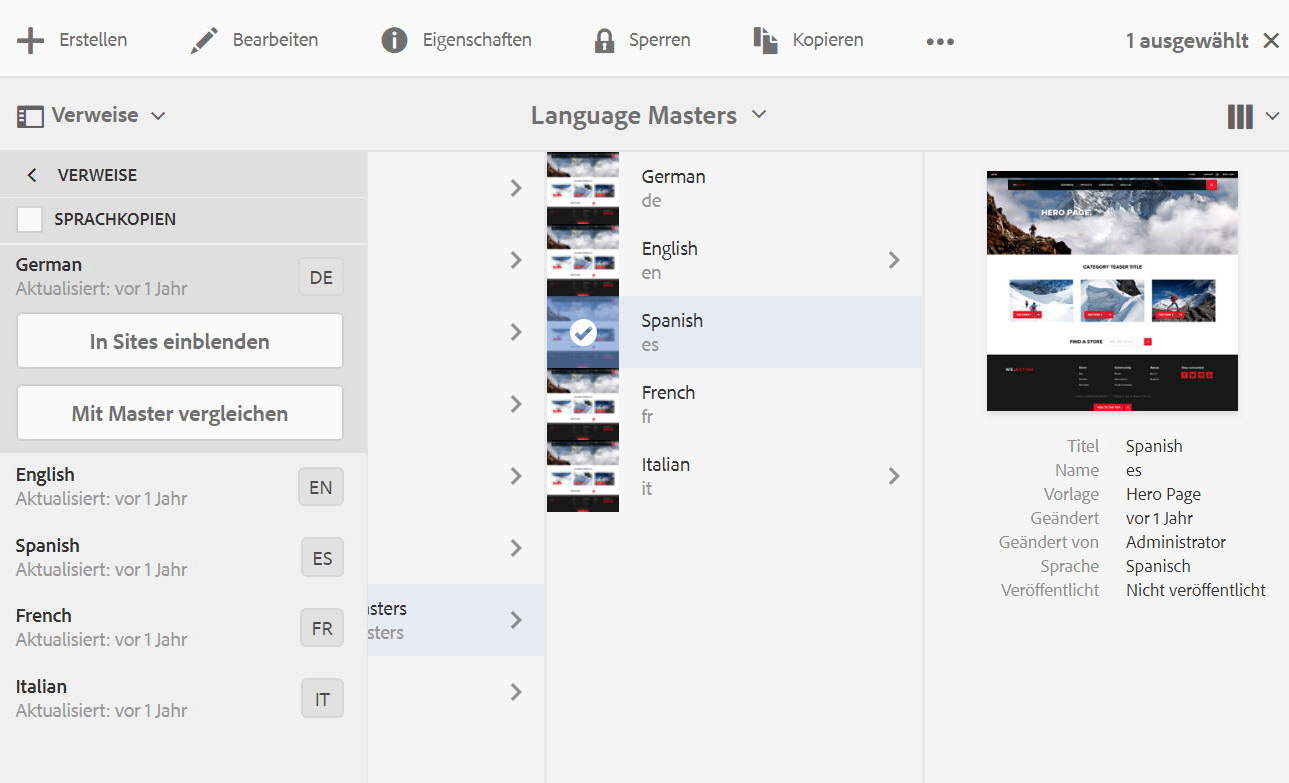 Erstellen
Bearbeiten
Eigenschaften
Sperren
Kopieren
1 ausgewählt
Verweise
Language Masters
VERWEISE
SPRACHKOPIEN
German
Aktualisiert: vor 1 Jahr
DE
In Sites einblenden
Mit Master vergleichen
English
Aktualisiert: vor 1 Jahr
EN
Spanish
Aktualisiert: vor 1 Jahr
ES
French
Aktualisiert: vor 1 Jahr
FR
Italian
Aktualisiert: vor 1 Jahr
IT
asters
sters
German
de
English
en
Spanish
es
French
fr
Italian
it
HERO PAGE
CATEGORY TEASER TITLE
FIND A STORE
Titel Spanish
Name es
Vorlage Hero Page
Geändert vor 1 Jahr
Geändert von Administrator
Sprache Spanisch
Veröffentlicht Nicht veröffentlicht